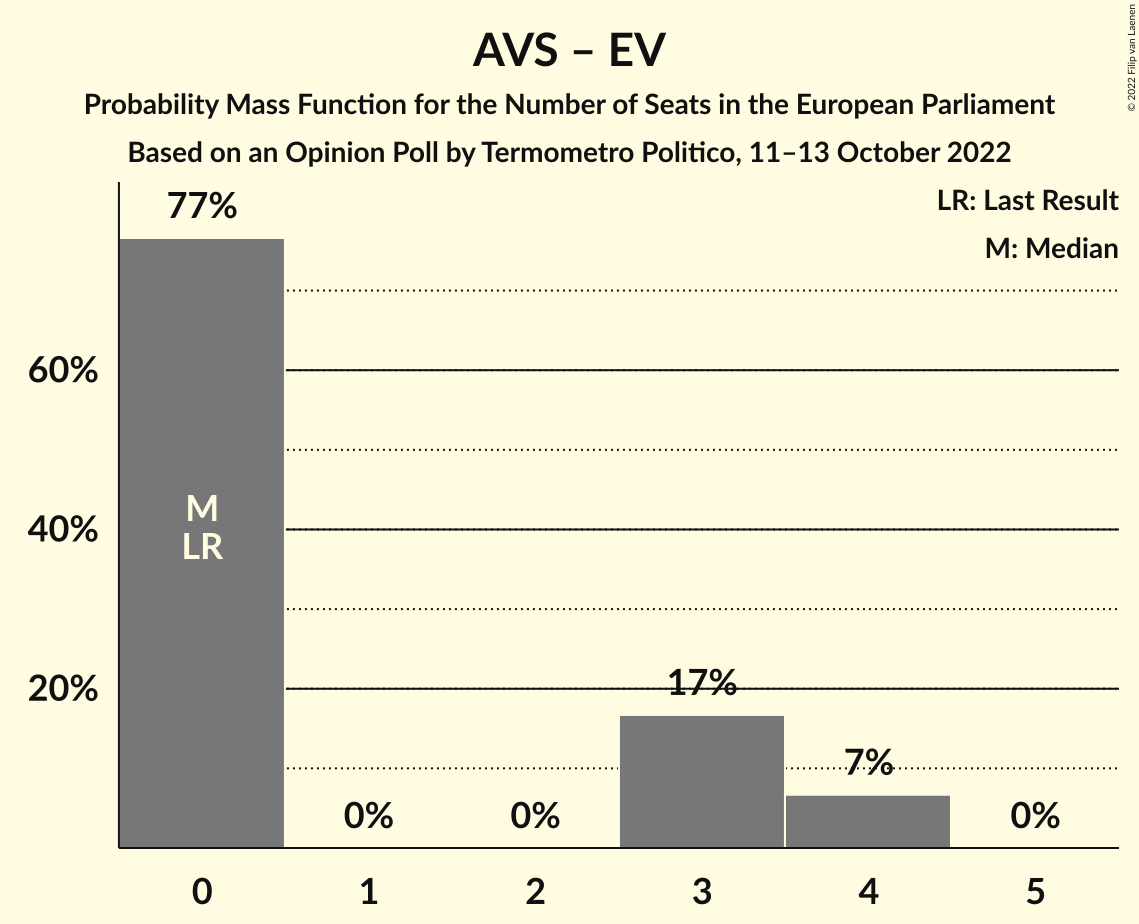 AVS – EV
Probability Mass Function for the Number of Seats in the European Parliament
Based on an Opinion Poll by Termometro Politico, 11–13 October 2022
© 2022 Filip van Laenen
LR: Last Result
M: Median
77%
60%
40%
20%
M
LR
0%
0%
17%
7%
0%
0
1
2
3
4
5